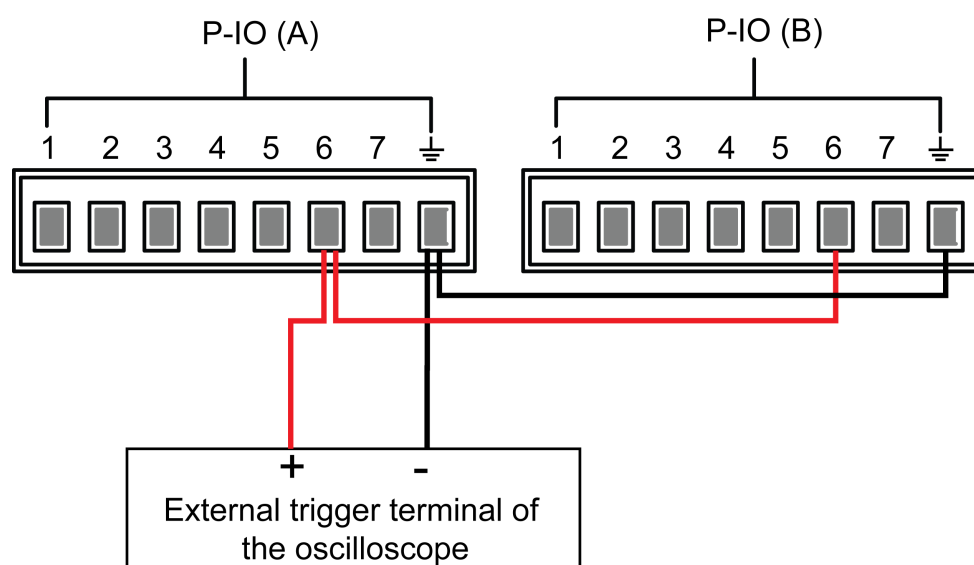 P-IO (A)
P-IO (B)
1 2 3 4 5 6 7
1 2 3 4 5 6 7
+ -
External trigger terminal of
the oscilloscope